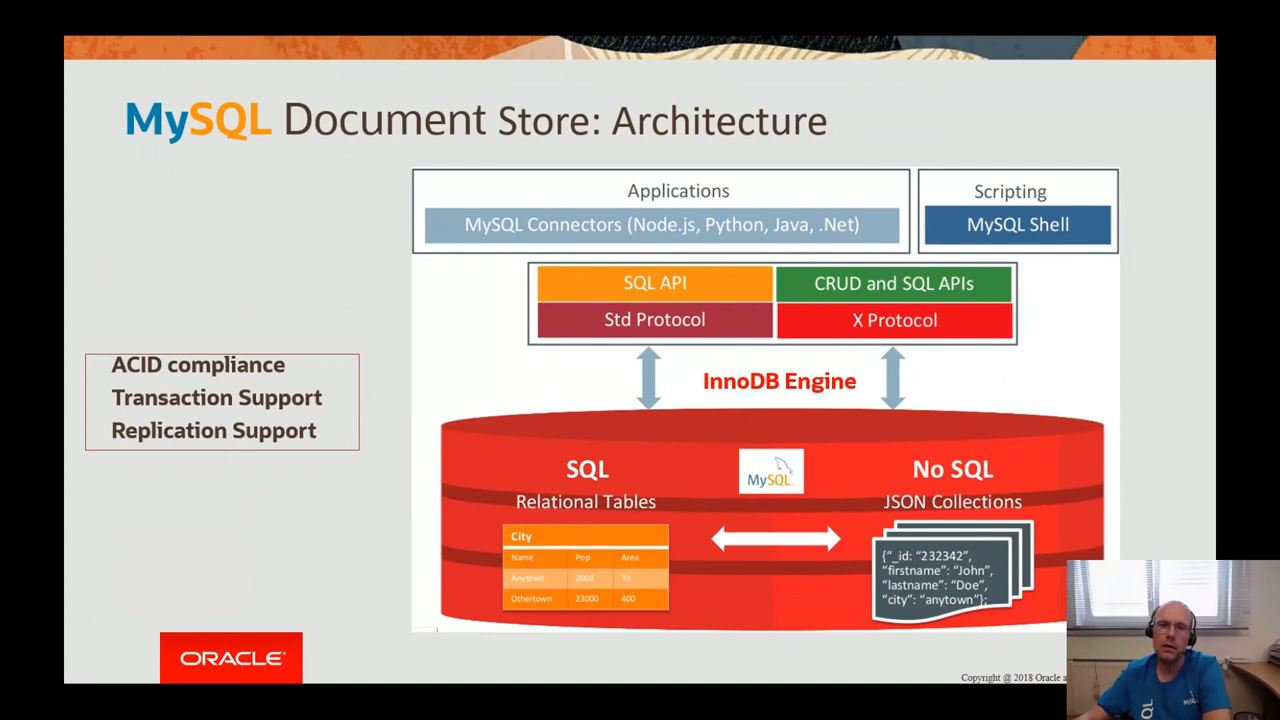 MySQL Document Store: Architecture
Applications
MySQL Connectors (Node.js, Python, Java, .Net)
Scripting
MySQL Shell
SQL API
CRUD and SQL APIs
Std Protocol
X Protocol
InnoDB Engine
ACID compliance
Transaction Support
Replication Support
SQL
Relational Tables
MySQL
No SQL
JSON Collections
City
Name Pop Area
Anytown 2003 33
Othertown 23000 400
{“_id: “232342”,
“firstname”: “John”,
“lastname”: “Doe”,
“city”: “anytown”};
ORACLE
Copyright @ 2018 Oracle a
SQL
MySQL